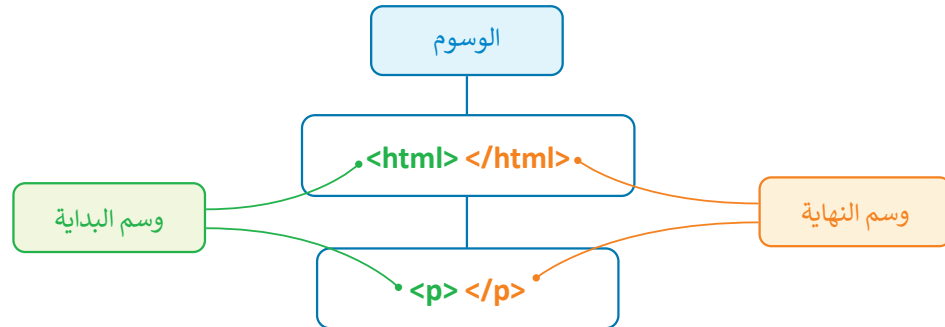 الوسوم
<html> </html>
وسم البداية
وسم النهاية
<p> </p>